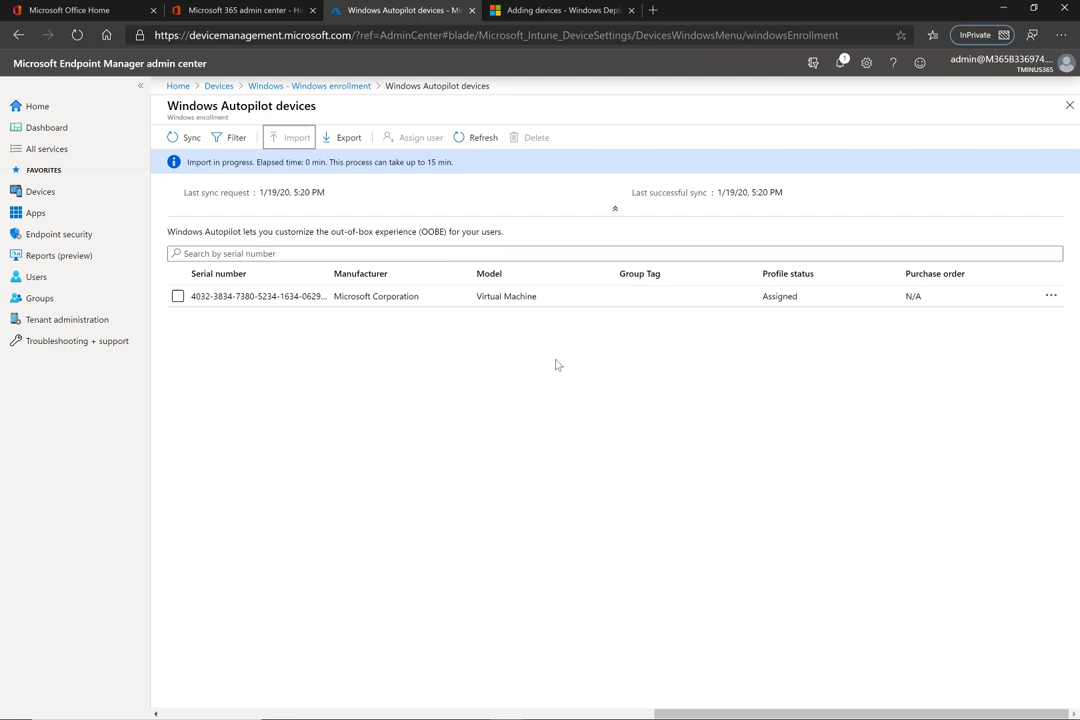 Microsoft Office Home
Microsoft 365 admin center - Ho
Windows Autopilot devices - Mi
Adding devices - Windows Depl
https://devicemanagement.microsoft.com/?ref=AdminCenter#blade/Microsoft_Intune_DeviceSettings/DevicesWindowsMenu/windowsEnrollment
InPrivate
Microsoft Endpoint Manager admin center
1
admin@M365B336974....
TMINUS365
Home
Dashboard
All services
FAVORITES
Devices
Apps
Endpoint security
Reports (preview)
Users
Groups
Tenant administration
Troubleshooting + support
Home > Devices > Windows - Windows enrollment > Windows Autopilot devices
Windows Autopilot devices
Windows enrollment
Sync Filter Import Export Assign user Refresh Delete
Import in progress. Elapsed time: 0 min. This process can take up to 15 min.
Last sync request : 1/19/20, 5:20 PM
Last successful sync : 1/19/20, 5:20 PM
Windows Autopilot lets you customize the out-of-box experience (OOBE) for your users.
Search by serial number
Serial number Manufacturer Model Group Tag Profile status Purchase order
4032-3834-7380-5234-1634-0629... Microsoft Corporation Virtual Machine Assigned N/A